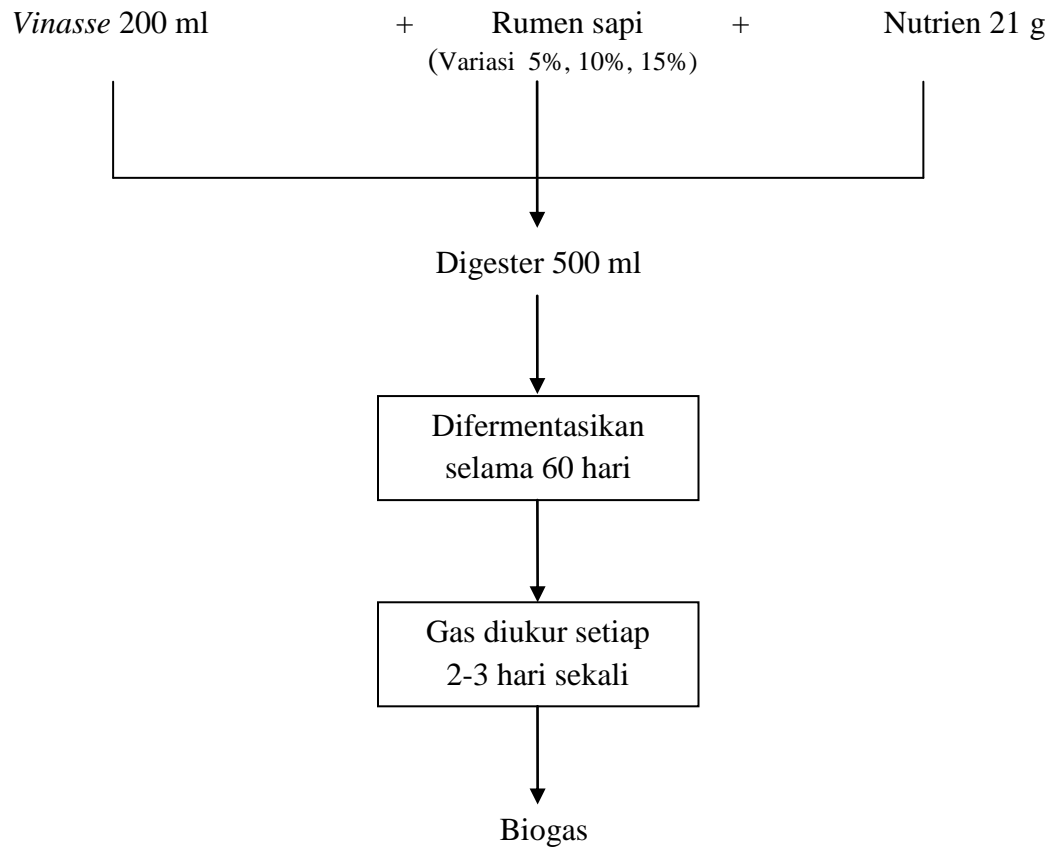 Vinasse 200 ml + Rumen sapi + Nutrien 21 g
(Variasi 5%, 10%, 15%)
Digester 500 ml
Difermentasikan
selama 60 hari
Gas diukur setiap
2-3 hari sekali
Biogas